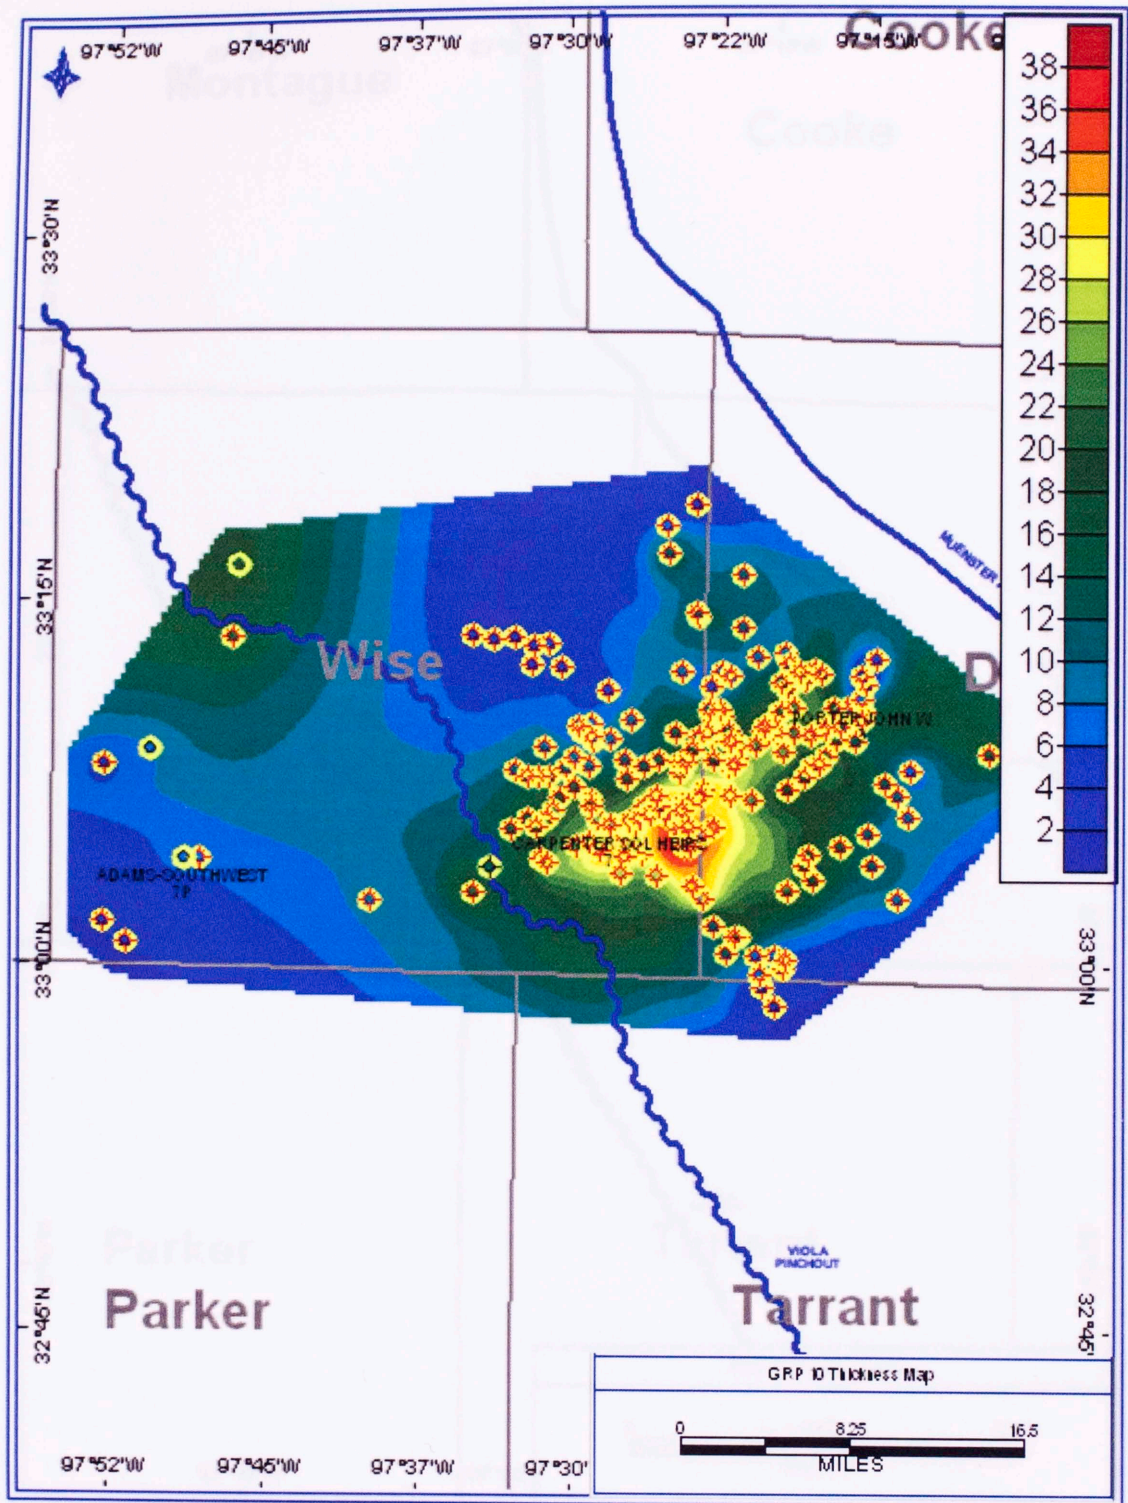 Cooke
97°52'W 97°45'W 97°37'W 97°30'W 97°22'W 97°15'W 9
Montague
Cooke
38
36
34
32
30
28
26
24
22
20
18
16
14
12
10
8
6
4
2
33°30'N
33°15'N
MUENSTER
Wise
D
PORTER JOHN W
CARPENTER SOL HEIRS
7
ADAMS-SOUTHWEST
7P
33°00'N
33°00'N
Parker
Parker
Tarrant
VIOLA
PINCHOUT
32°45'N
32°45'
GRP 10 Thickness Map
0 8.25 16.5
MILES
97°52'W 97°45'W 97°37'W 97°30'